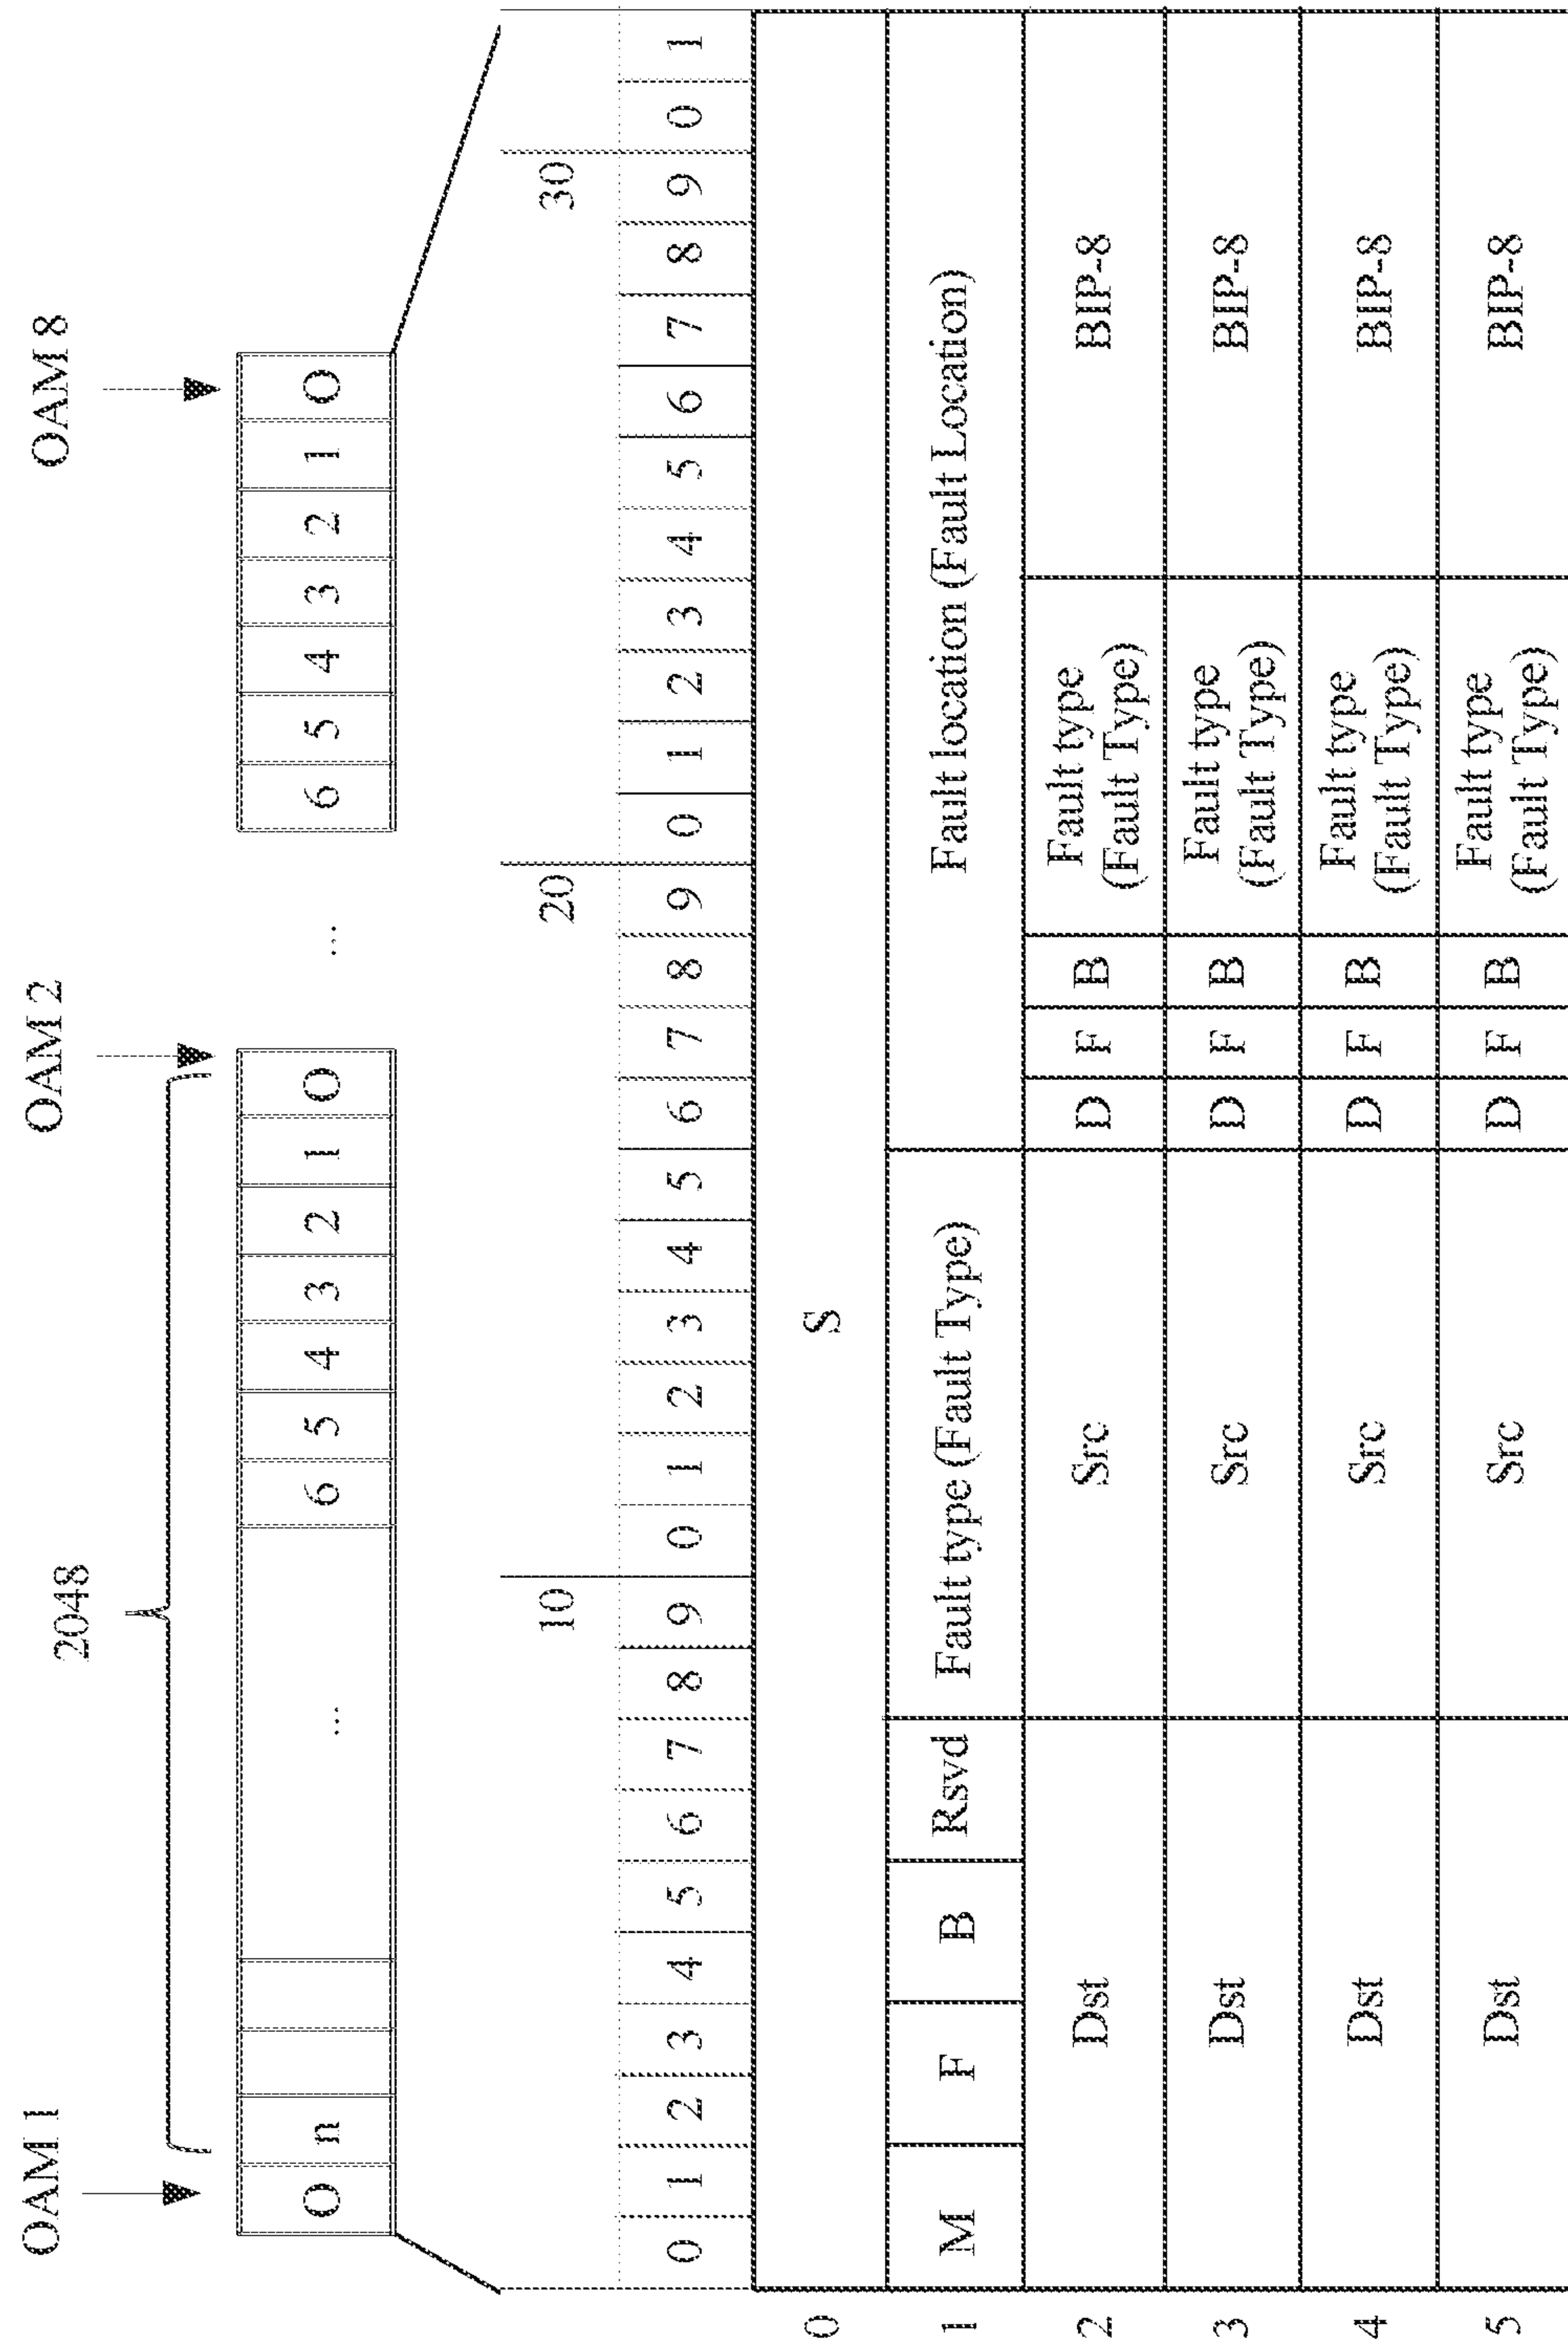 OAM 1
OAM 2
OAM 8
2048
O n ... 6 5 4 3 2 1 O
...
6 5 4 3 2 1 O
10 20 30
0 1 2 3 4 5 6 7 8 9 0 1 2 3 4 5 6 7 8 9 0 1 2 3 4 5 6 7 8 9 0 1
0 S
1 M F B Rsvd Fault type (Fault Type) Fault location (Fault Location)
2 Dst Src D F B Fault type
(Fault Type) BIP-8
3 Dst Src D F B Fault type
(Fault Type) BIP-8
4 Dst Src D F B Fault type
(Fault Type) BIP-8
5 Dst Src D F B Fault type
(Fault Type) BIP-8